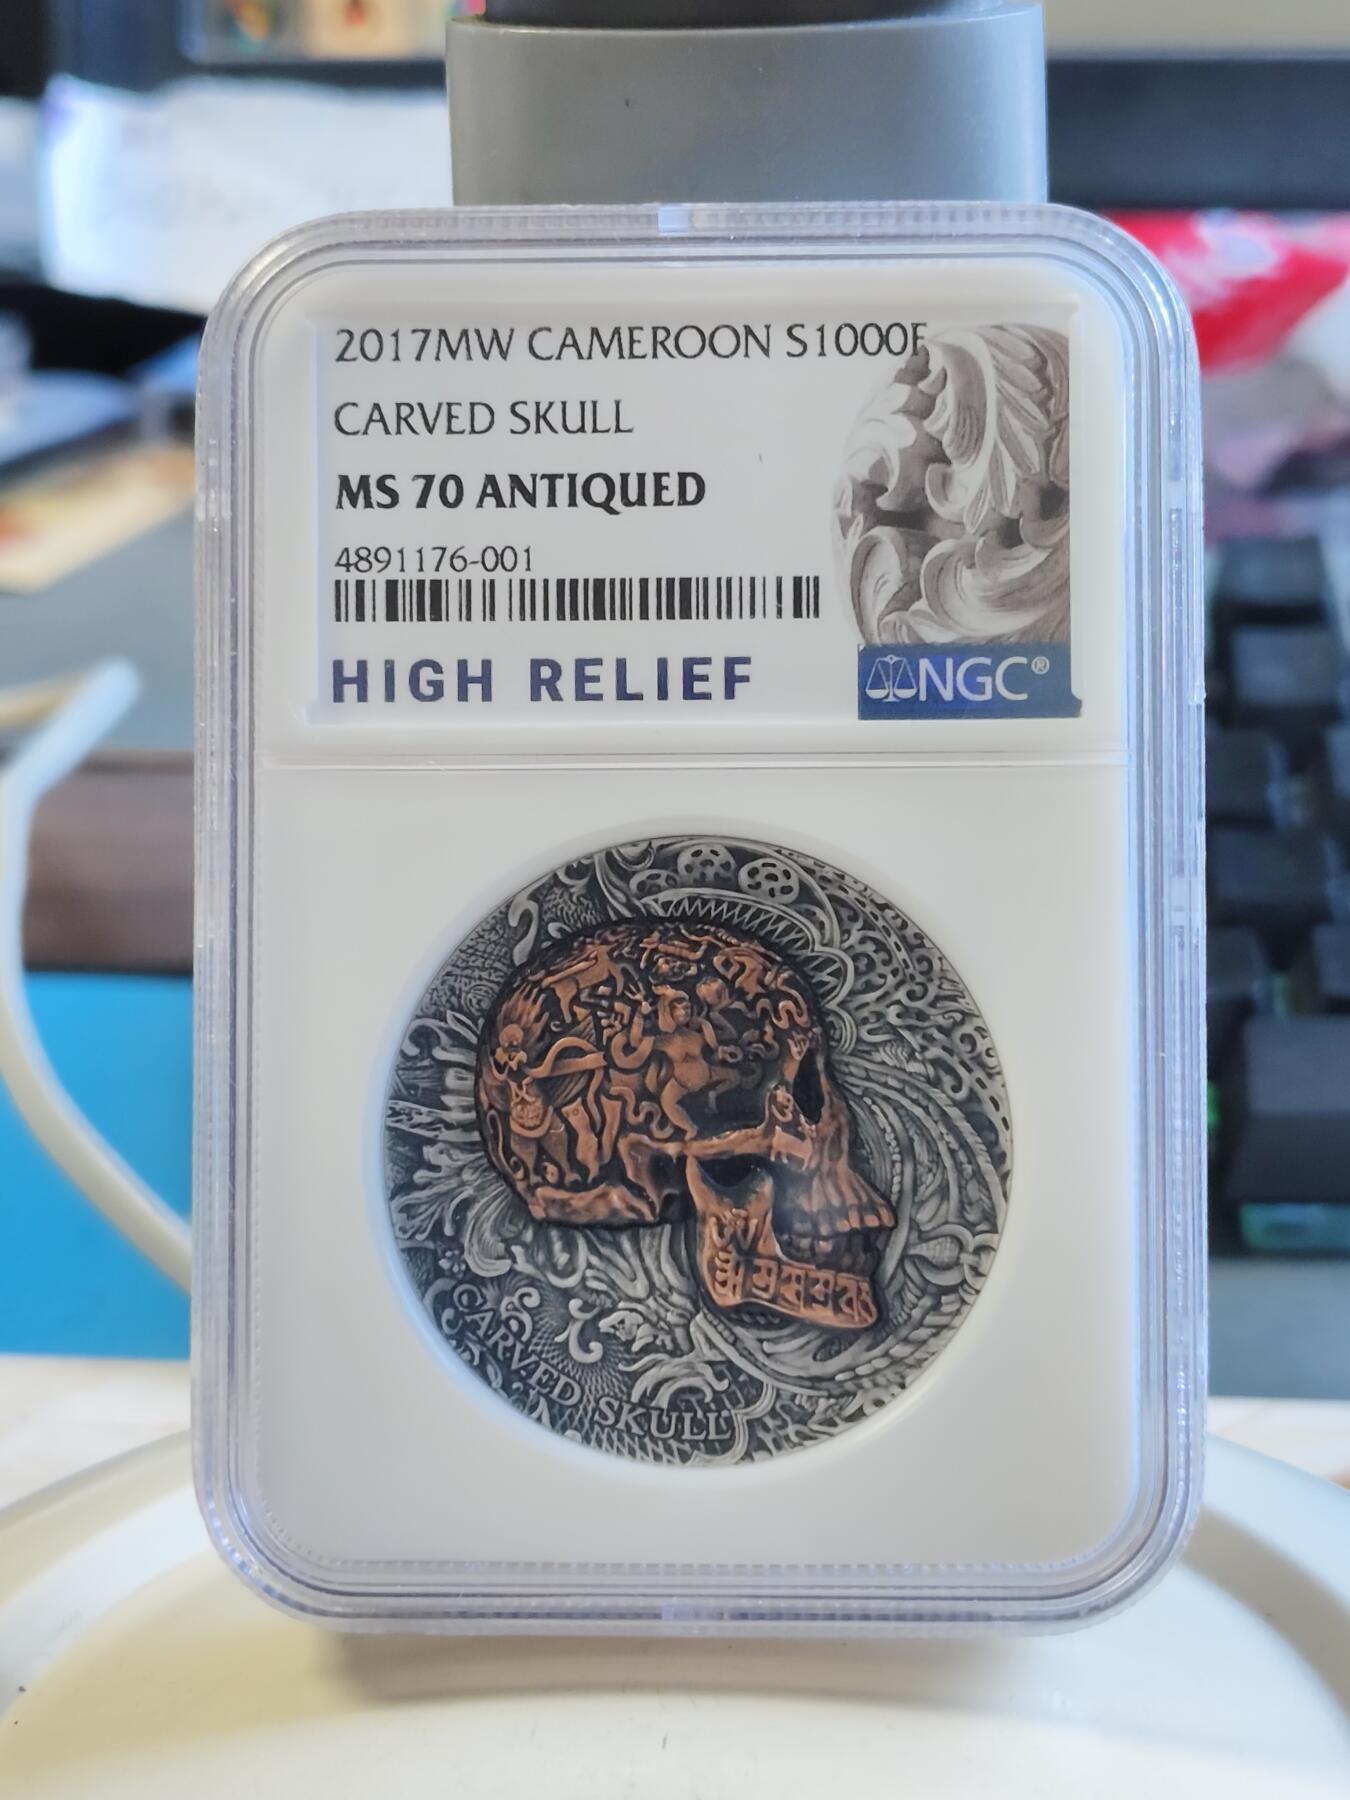 2017MW CAMEROON S1000F
CARVED SKULL
MS 70 ANTIQUED
4891176-001
HIGH RELIEF
NGC®
CARVED SKULL